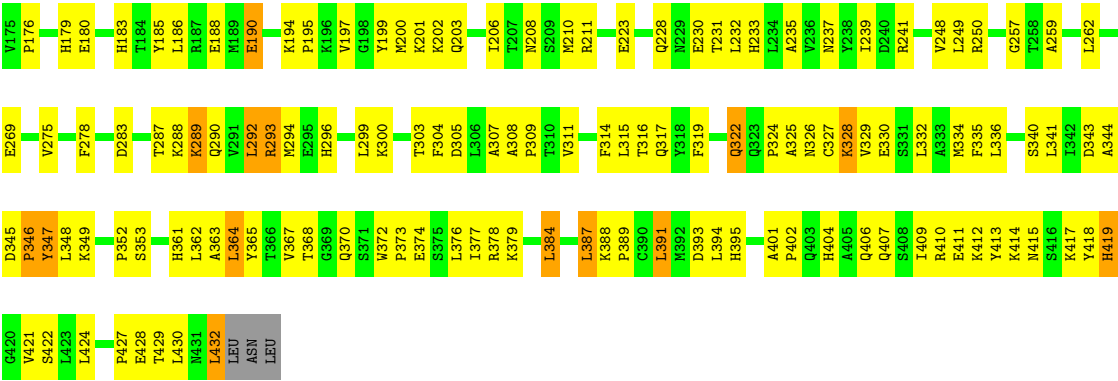 V175 P176 H179 E180 H183 T184 Y185 L186 R187 E188 M189 E190 K194 P195 K196 V197 G198 Y199 M200 K201 K202 Q203 I206 T207 N208 S209 M210 R211 E223 Q228 N229 E230 T231 L232 H233 L234 A235 V236 N237 Y238 I239 D240 R241 V248 L249 R250 G257 T258 A259 L262
E269 V275 F278 D283 T287 K288 K289 Q290 V291 L292 R293 M294 E295 H296 L299 K300 T303 F304 D305 L306 A307 A308 P309 T310 V311 F314 L315 T316 Q317 Y318 F319 Q322 Q323 P324 A325 N326 C327 K328 V329 E330 S331 L332 A333 M334 F335 L336 S340 L341 I342 D343 A344
D345 P346 Y347 L348 K349 P352 S353 H361 L362 A363 L364 Y365 T366 V367 T368 G369 Q370 S371 W372 P373 E374 S375 L376 I377 R378 K379 L384 L387 K388 P389 C390 L391 M392 D393 L394 H395 A401 P402 Q403 H404 A405 Q406 Q407 S408 I409 R410 E411 K412 Y413 K414 N415 S416 K417 Y418 H419
G420 V421 S422 L423 L424 P427 E428 T429 L430 N431 L432 LEU ASN LEU